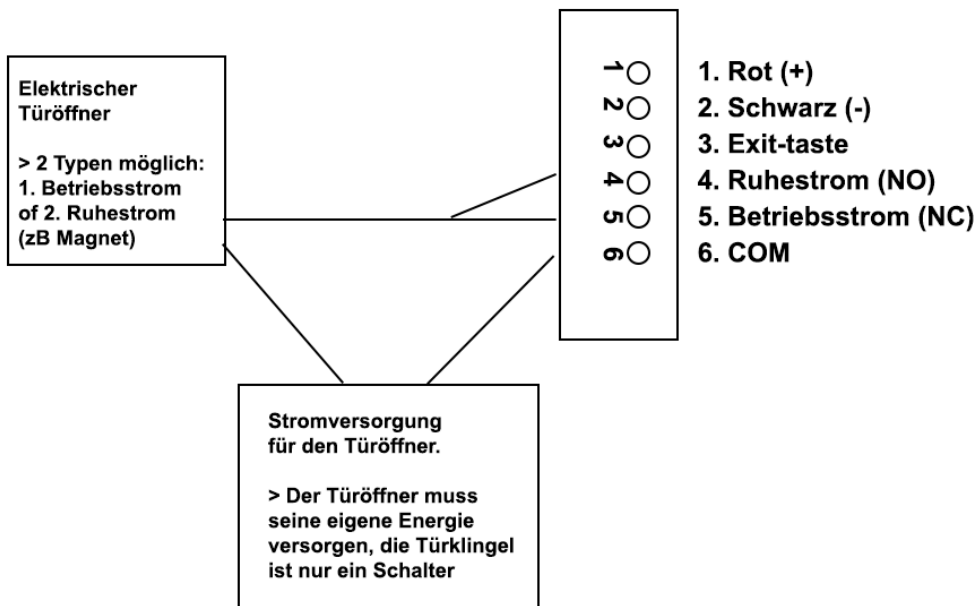 Elektrischer
Türöffner
> 2 Typen möglich:
1. Betriebsstrom
of 2. Ruhestrom
(zB Magnet)
1
2
3
4
5
6
1. Rot (+)
2. Schwarz (-)
3. Exit-taste
4. Ruhestrom (NO)
5. Betriebsstrom (NC)
6. COM
Stromversorgung
für den Türöffner.
> Der Türöffner muss
seine eigene Energie
versorgen, die Türklingel
ist nur ein Schalter